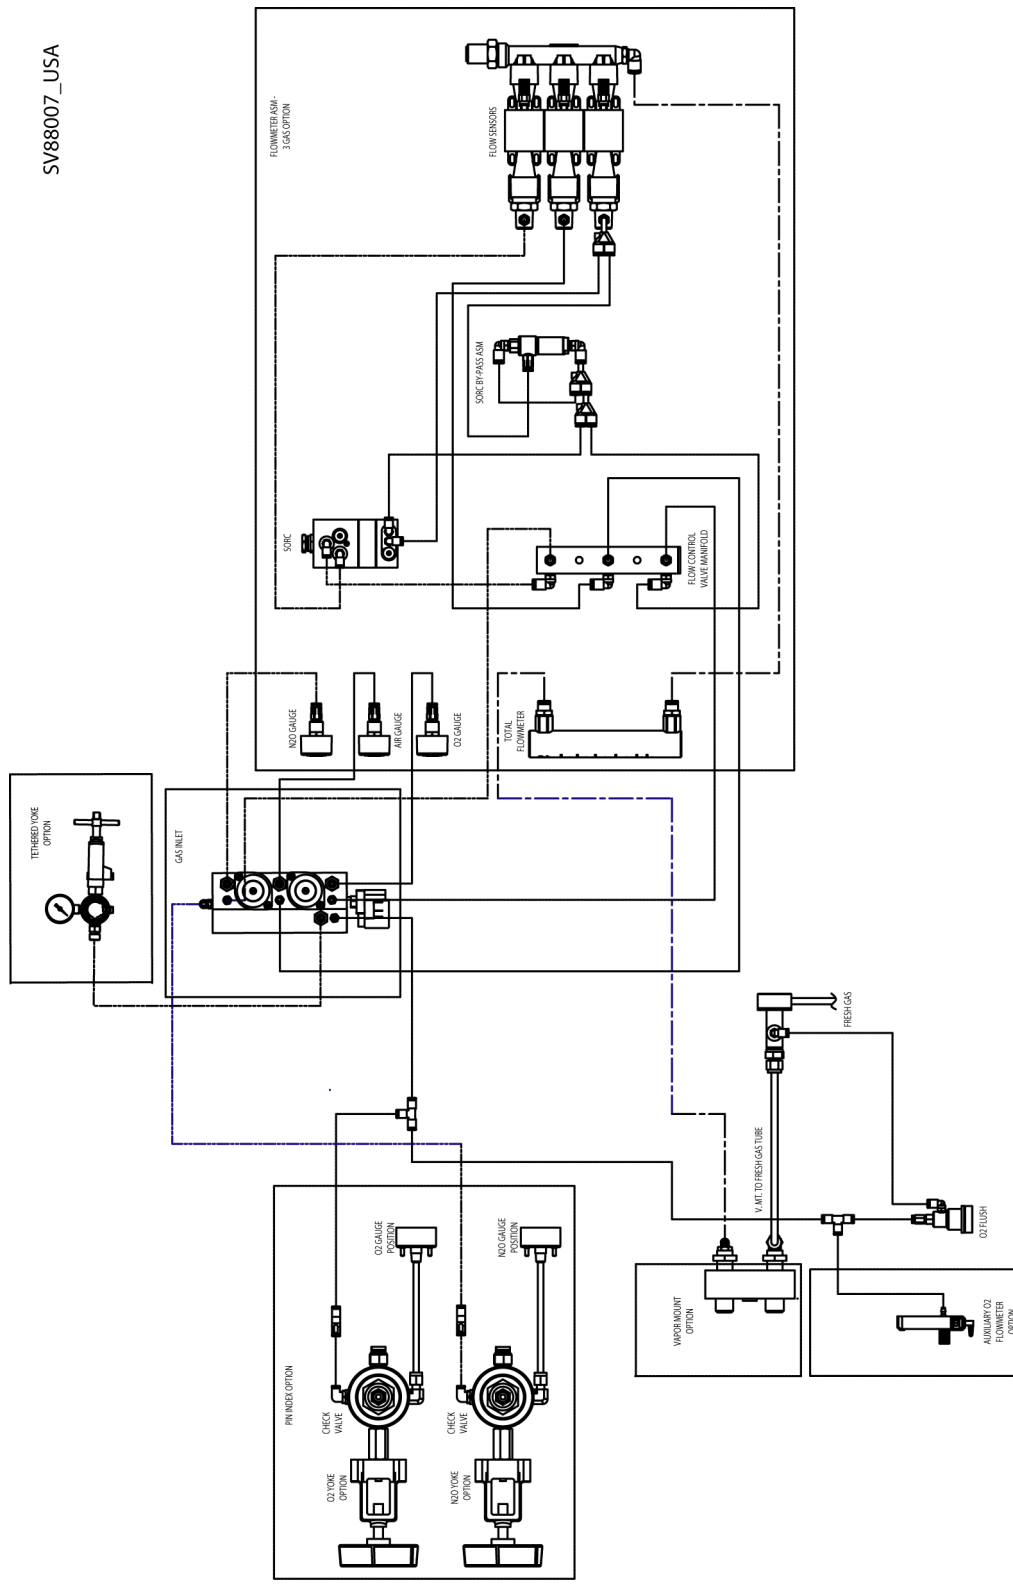 SV88007_USA
FLOWMETER ASM -
3 GAS OPTION
FLOW SENSORS
SORC BY-PASS ASM
SORC
FLOW CONTROL
VALVE MANIFOLD
N2O GAUGE
AIR GAUGE
O2 GAUGE
TOTAL
FLOWMETER
TETHERED YOKE
OPTION
GAS INLET
FRESH GAS
V. MT. TO FRESH GAS TUBE
O2 FLUSH
VAPOR MOUNT
OPTION
AUXILIARY O2
FLOWMETER
OPTION
PIN INDEX OPTION
O2 GAUGE
POSITION
N2O GAUGE
POSITION
CHECK
VALVE
CHECK
VALVE
O2 YOKE
OPTION
N2O YOKE
OPTION